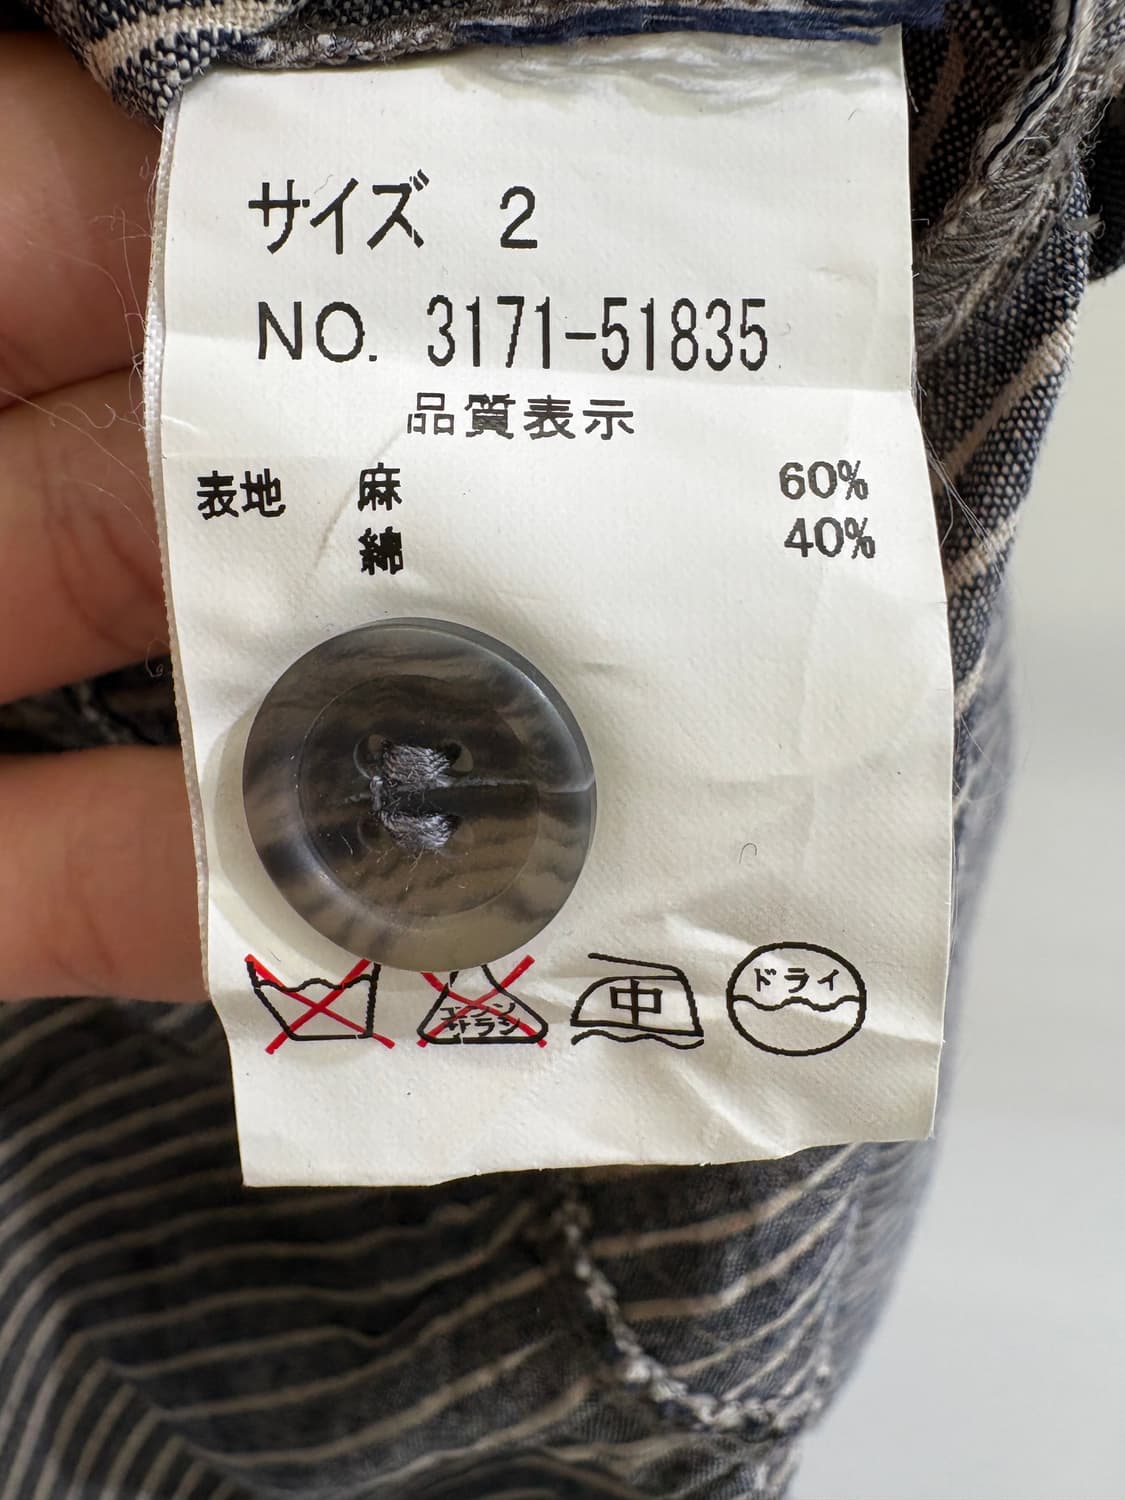 サイズ 2
NO. 3171-51835
品質表示
表地 麻 60%
綿 40%
エンソ サラシ 中 ドライ